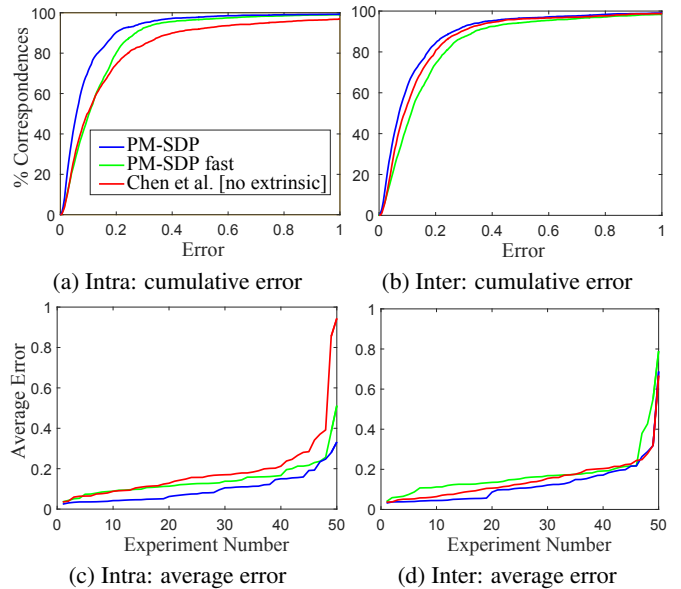 100
80
60
40
20
0
% Correspondences
PM-SDP
PM-SDP fast
Chen et al. [no extrinsic]
0 0.2 0.4 0.6 0.8 1
Error
(a) Intra: cumulative error
100
80
60
40
20
0
0 0.2 0.4 0.6 0.8 1
Error
(b) Inter: cumulative error
1
0.8
0.6
0.4
0.2
0
Average Error
10 20 30 40 50
Experiment Number
(c) Intra: average error
1
0.8
0.6
0.4
0.2
0
10 20 30 40 50
Experiment Number
(d) Inter: average error